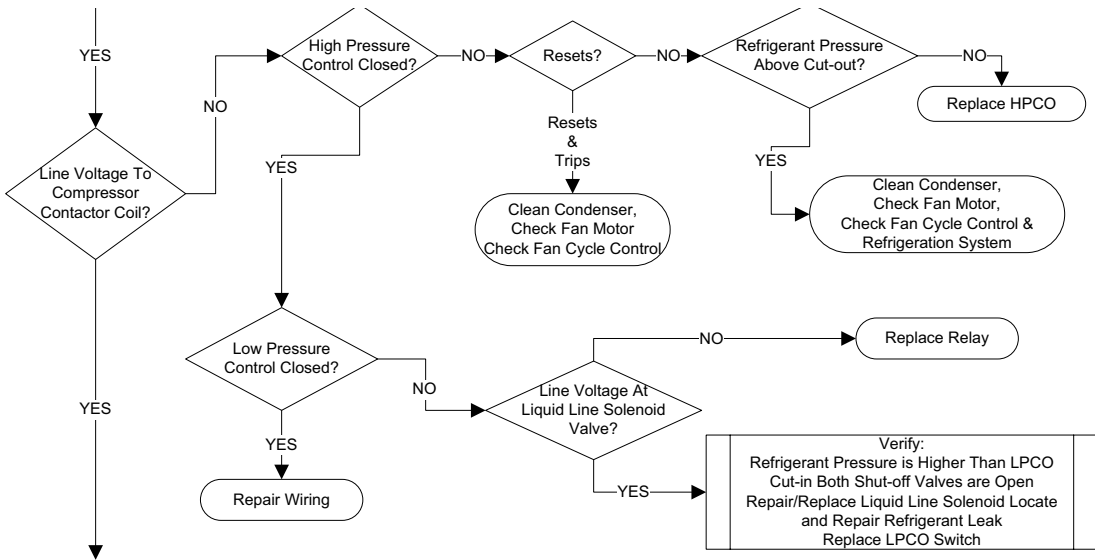 YES
High Pressure
Control Closed?
NO
Resets?
NO
Refrigerant Pressure
Above Cut-out?
NO
Replace HPCO
NO
Line Voltage To
Compressor
Contactor Coil?
YES
Resets
&
Trips
YES
Clean Condenser,
Check Fan Motor
Check Fan Cycle Control
Clean Condenser,
Check Fan Motor,
Check Fan Cycle Control &
Refrigeration System
Low Pressure
Control Closed?
NO
Line Voltage At
Liquid Line Solenoid
Valve?
NO
Replace Relay
YES
YES
Repair Wiring
YES
Verify:
Refrigerant Pressure is Higher Than LPCO
Cut-in Both Shut-off Valves are Open
Repair/Replace Liquid Line Solenoid Locate
and Repair Refrigerant Leak
Replace LPCO Switch